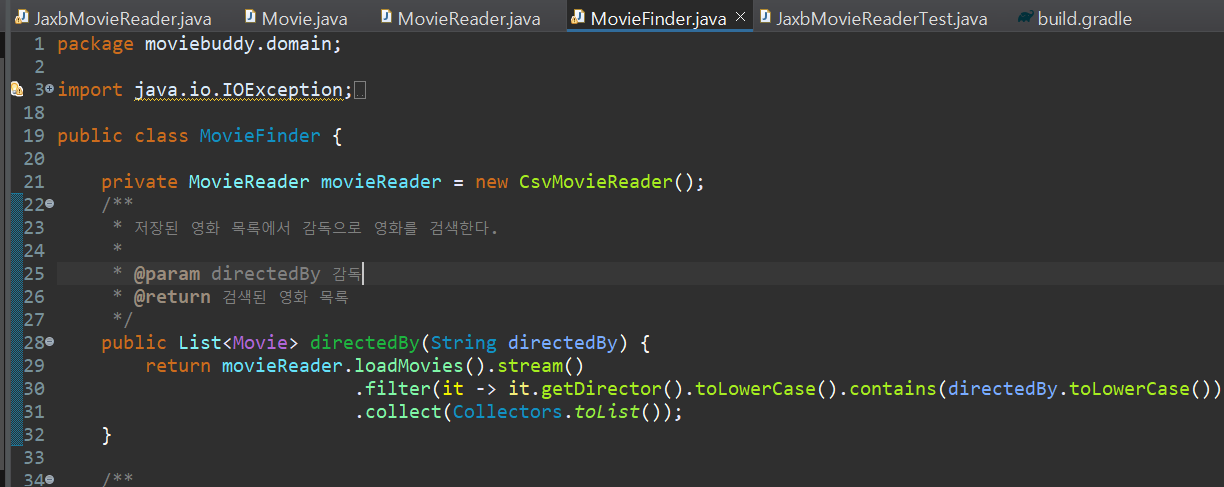 JaxbMovieReader.java Movie.java MovieReader.java MovieFinder.java JaxbMovieReaderTest.java build.gradle
1 package moviebuddy.domain;
2
3 import java.io.IOException;
18
19 public class MovieFinder {
20
21 private MovieReader movieReader = new CsvMovieReader();
22 /**
23 * 저장된 영화 목록에서 감독으로 영화를 검색한다.
24 *
25 * @param directedBy 감독
26 * @return 검색된 영화 목록
27 */
28 public List<Movie> directedBy(String directedBy) {
29 return movieReader.loadMovies().stream()
30 .filter(it -> it.getDirector().toLowerCase().contains(directedBy.toLowerCase())
31 .collect(Collectors.toList());
32 }
33
34 /**